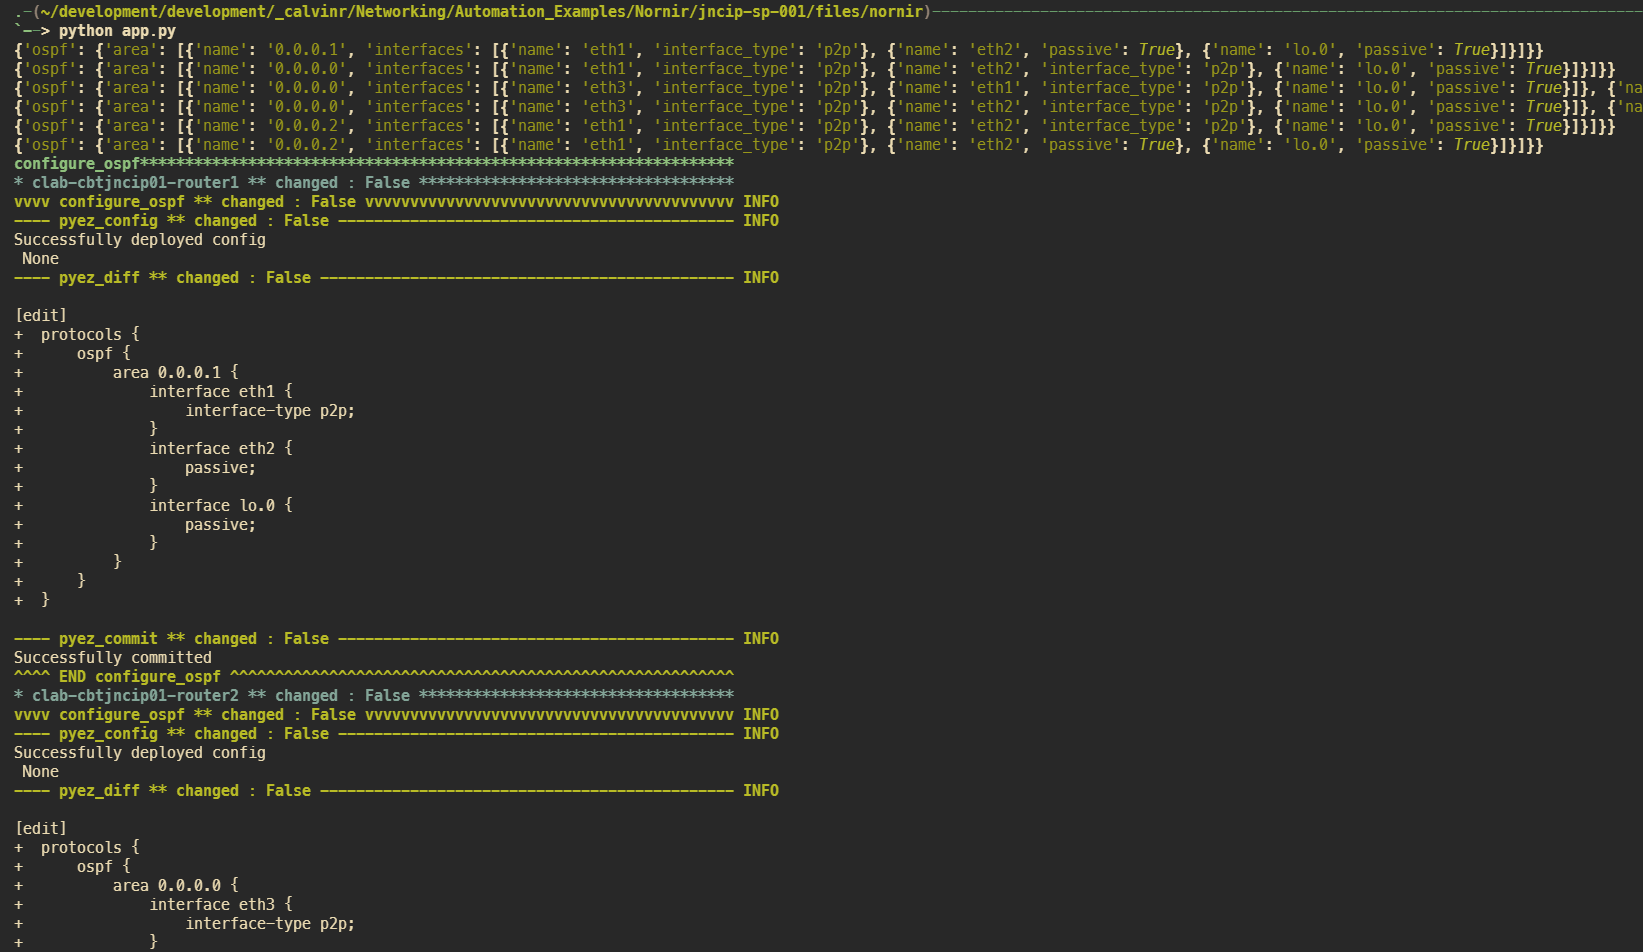 .-(~/development/development/_calvinr/Networking/Automation_Examples/Nornir/jncip-sp-001/files/nornir)-------------------------------------------------------------------------------
`--> python app.py
{'ospf': {'area': [{'name': '0.0.0.1', 'interfaces': [{'name': 'eth1', 'interface_type': 'p2p'}, {'name': 'eth2', 'passive': True}, {'name': 'lo.0', 'passive': True}]}]}}
{'ospf': {'area': [{'name': '0.0.0.0', 'interfaces': [{'name': 'eth1', 'interface_type': 'p2p'}, {'name': 'eth2', 'interface_type': 'p2p'}, {'name': 'lo.0', 'passive': True}]}]}}
{'ospf': {'area': [{'name': '0.0.0.0', 'interfaces': [{'name': 'eth3', 'interface_type': 'p2p'}, {'name': 'eth1', 'interface_type': 'p2p'}, {'name': 'lo.0', 'passive': True}]}, {'na
{'ospf': {'area': [{'name': '0.0.0.0', 'interfaces': [{'name': 'eth3', 'interface_type': 'p2p'}, {'name': 'eth2', 'interface_type': 'p2p'}, {'name': 'lo.0', 'passive': True}]}, {'na
{'ospf': {'area': [{'name': '0.0.0.2', 'interfaces': [{'name': 'eth1', 'interface_type': 'p2p'}, {'name': 'eth2', 'interface_type': 'p2p'}, {'name': 'lo.0', 'passive': True}]}]}}
{'ospf': {'area': [{'name': '0.0.0.2', 'interfaces': [{'name': 'eth1', 'interface_type': 'p2p'}, {'name': 'eth2', 'passive': True}, {'name': 'lo.0', 'passive': True}]}]}}
configure_ospf******************************************************************
* clab-cbtjncip01-router1 ** changed : False ***********************************
vvvv configure_ospf ** changed : False vvvvvvvvvvvvvvvvvvvvvvvvvvvvvvvvvvvvvvvvv INFO
---- pyez_config ** changed : False -------------------------------------------- INFO
Successfully deployed config
 None
---- pyez_diff ** changed : False ---------------------------------------------- INFO

[edit]
+  protocols {
+      ospf {
+          area 0.0.0.1 {
+              interface eth1 {
+                  interface-type p2p;
+              }
+              interface eth2 {
+                  passive;
+              }
+              interface lo.0 {
+                  passive;
+              }
+          }
+      }
+  }

---- pyez_commit ** changed : False -------------------------------------------- INFO
Successfully committed
^^^^ END configure_ospf ^^^^^^^^^^^^^^^^^^^^^^^^^^^^^^^^^^^^^^^^^^^^^^^^^^^^^^^^
* clab-cbtjncip01-router2 ** changed : False ***********************************
vvvv configure_ospf ** changed : False vvvvvvvvvvvvvvvvvvvvvvvvvvvvvvvvvvvvvvvvv INFO
---- pyez_config ** changed : False -------------------------------------------- INFO
Successfully deployed config
 None
---- pyez_diff ** changed : False ---------------------------------------------- INFO

[edit]
+  protocols {
+      ospf {
+          area 0.0.0.0 {
+              interface eth3 {
+                  interface-type p2p;
+              }